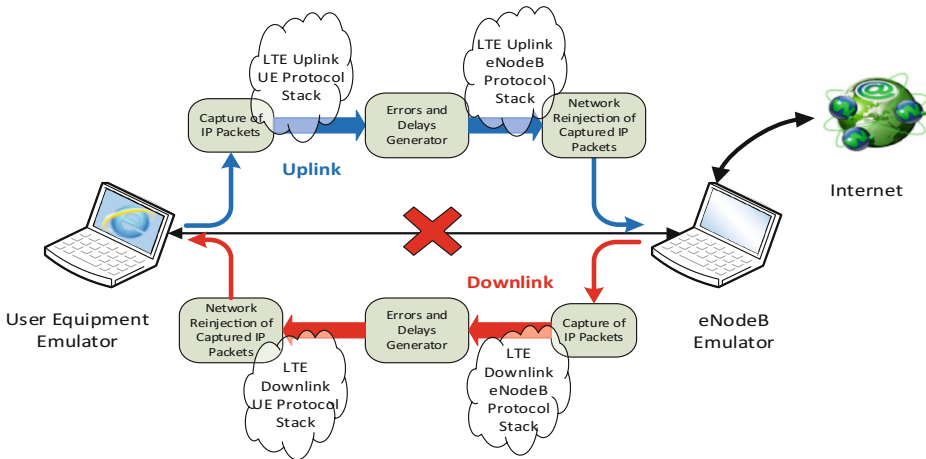 LTE Uplink
UE Protocol
Stack
LTE Uplink
eNodeB
Protocol
Stack
Capture of
IP Packets
Errors and
Delays
Generator
Network
Reinjection of
Captured IP
Packets
Uplink
@
Internet
Downlink
User Equipment
Emulator
Network
Reinjection of
Captured IP
Packets
Errors and
Delays
Generator
Capture of
IP Packets
eNodeB
Emulator
LTE
Downlink
UE Protocol
Stack
LTE
Downlink
eNodeB
Protocol
Stack